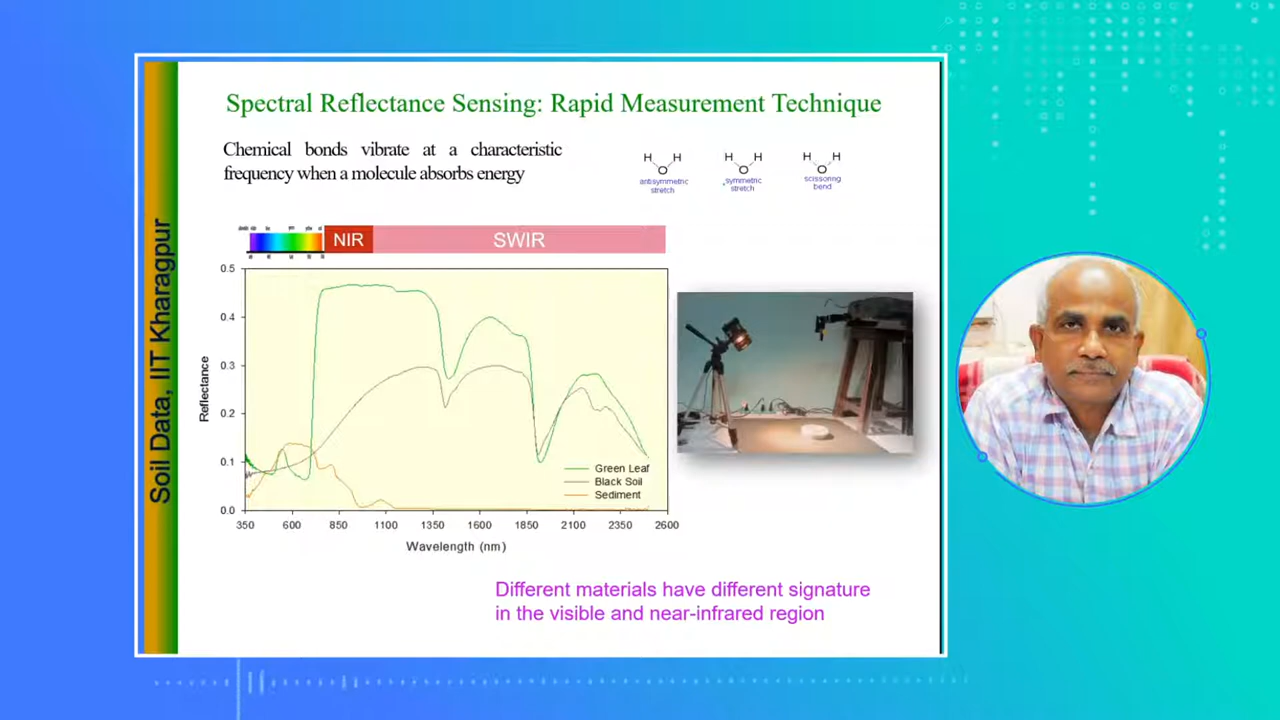 Spectral Reflectance Sensing: Rapid Measurement Technique
Chemical bonds vibrate at a characteristic
frequency when a molecule absorbs energy
H H
O
antisymmetric
stretch
H H
O
symmetric
stretch
H H
O
scissoring
bend
Soil Data, IIT Kharagpur
NIR SWIR
0.5
0.4
0.3
0.2
0.1
0.0
Reflectance
Green Leaf
Black Soil
Sediment
350 600 850 1100 1350 1600 1850 2100 2350 2600
Wavelength (nm)
Different materials have different signature
in the visible and near-infrared region